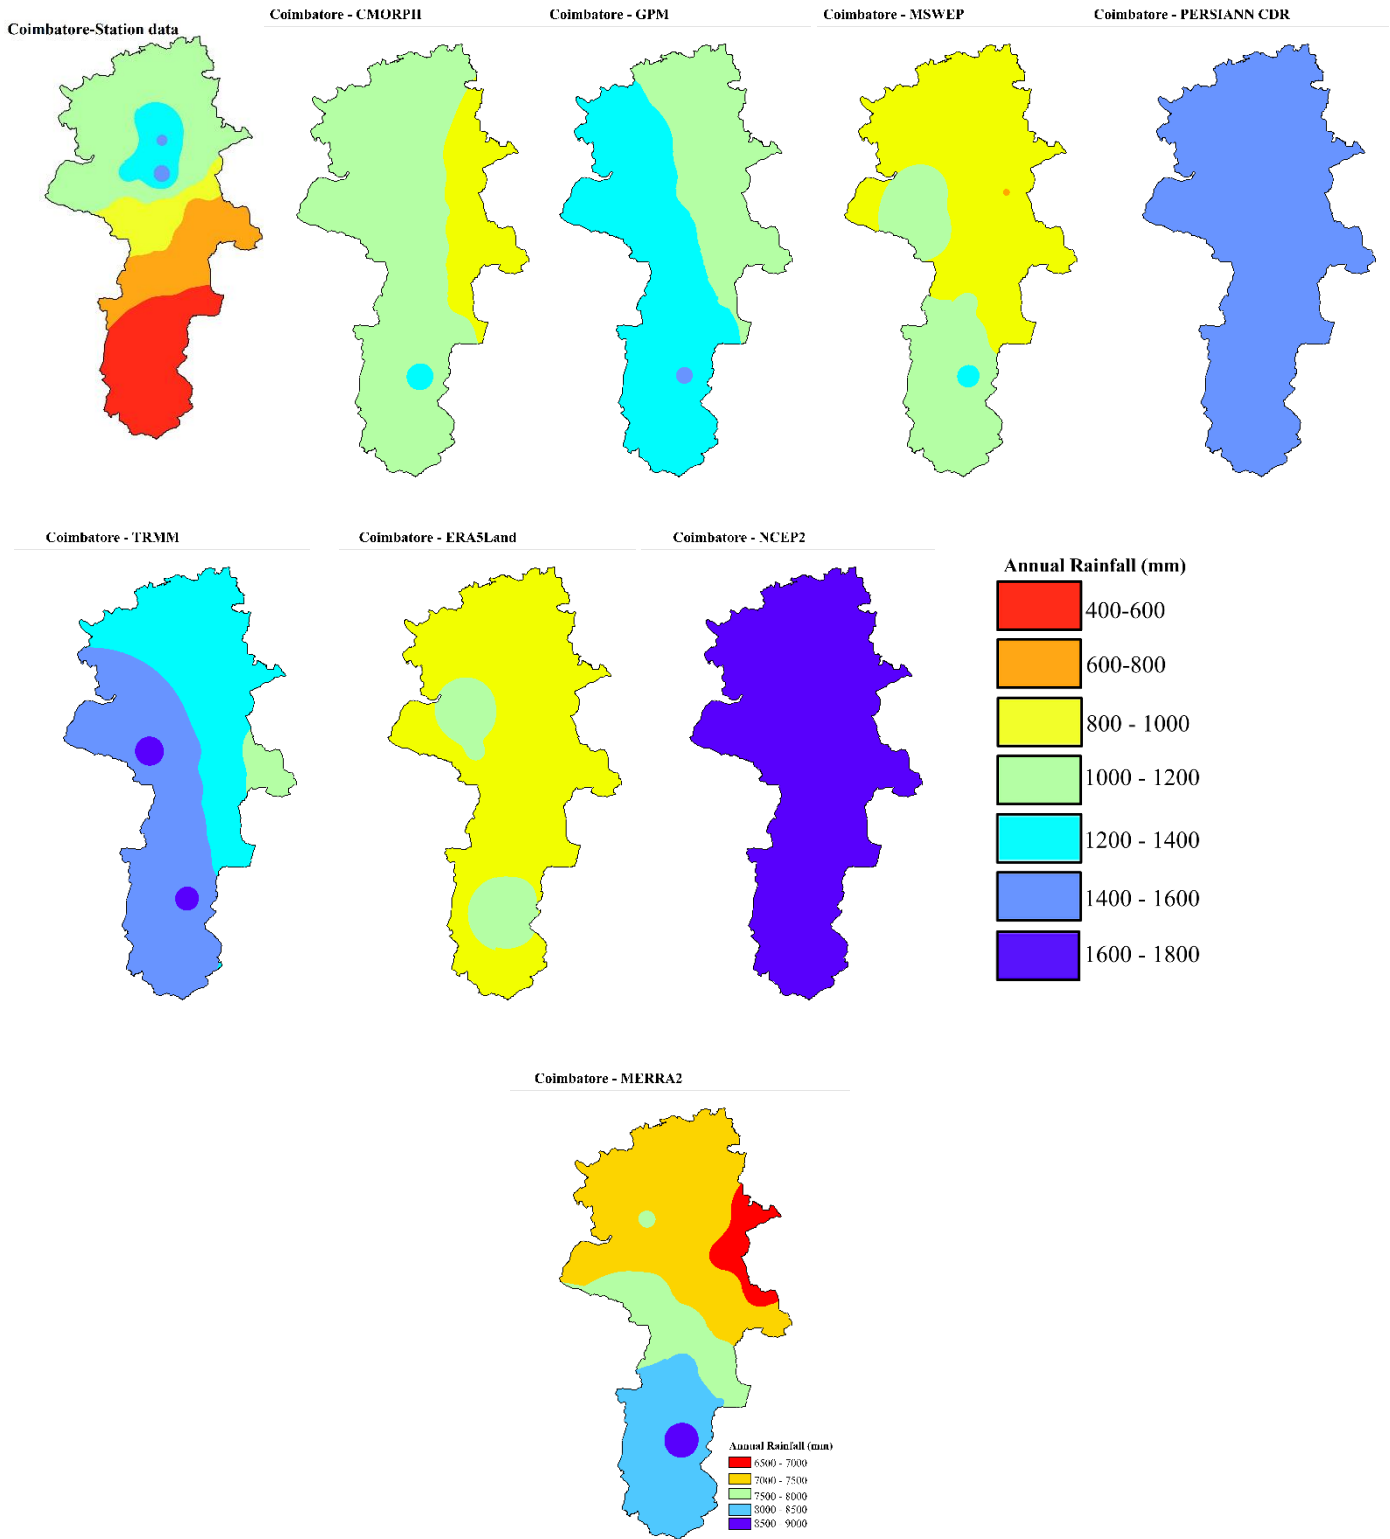 Coimbatore-Station data
Coimbatore - CMORPH
Coimbatore - GPM
Coimbatore - MSWEP
Coimbatore - PERSIANN CDR
Coimbatore - TRMM
Coimbatore - ERA5Land
Coimbatore - NCEP2
Annual Rainfall (mm)
400-600
600-800
800 - 1000
1000 - 1200
1200 - 1400
1400 - 1600
1600 - 1800
Coimbatore - MERRA2
Annual Rainfall (mm)
6500 - 7000
7000 - 7500
7500 - 8000
8000 - 8500
8500 - 9000